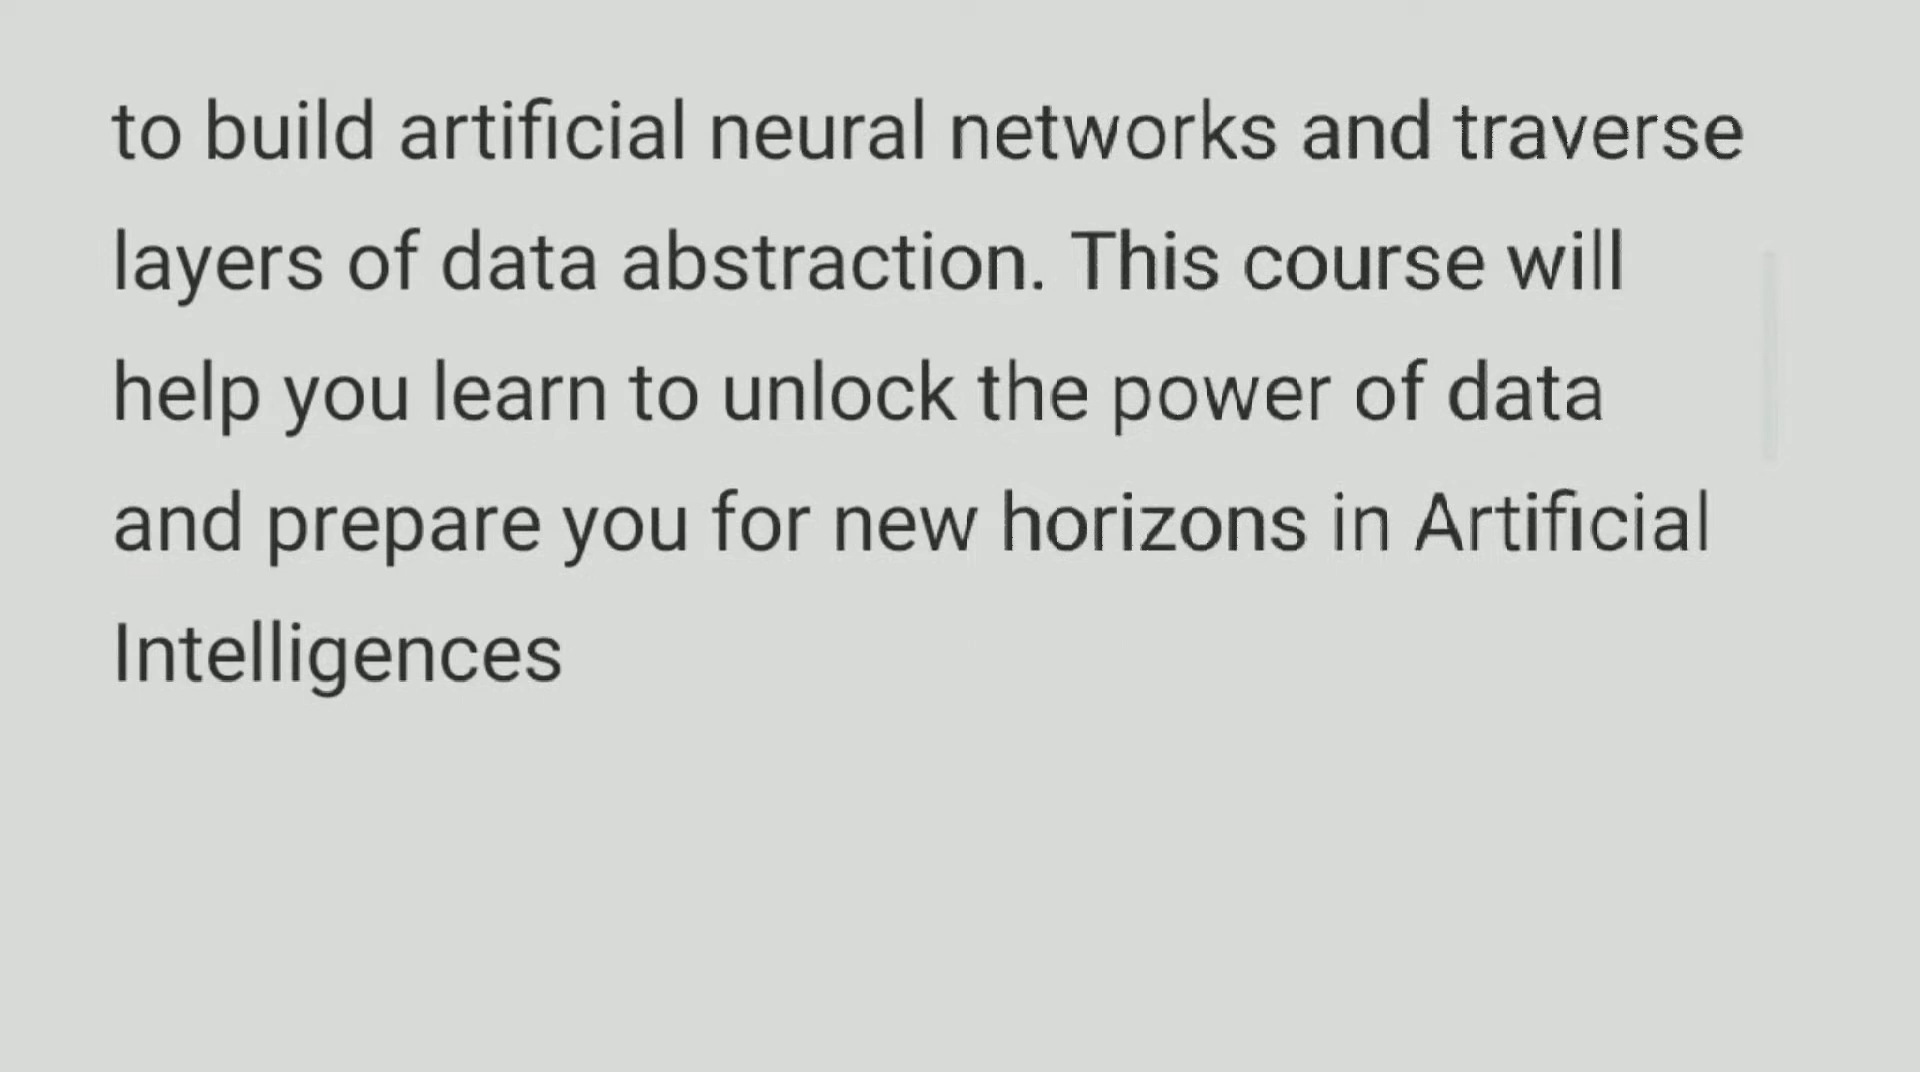 to build artificial neural networks and traverse
layers of data abstraction. This course will
help you learn to unlock the power of data
and prepare you for new horizons in Artificial
Intelligences